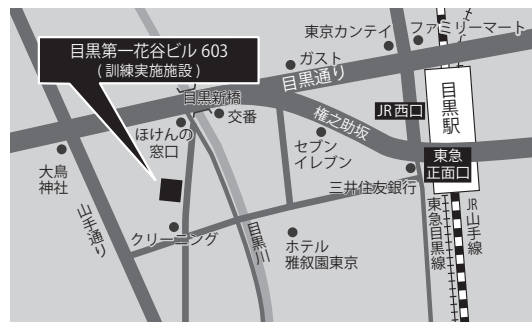 目黒第一花谷ビル 603
(訓練実施施設)
東京カンテイ
ファミリーマート
ガスト
目黒通り
目黒新橋
交番
権之助坂
JR西口
目黒駅
ほけんの
窓口
セブン
イレブン
東急
正面口
大鳥
神社
三井住友銀行
山手通り
クリーニング
目黒川
ホテル
雅叙園東京
東急目黒線
JR山手線